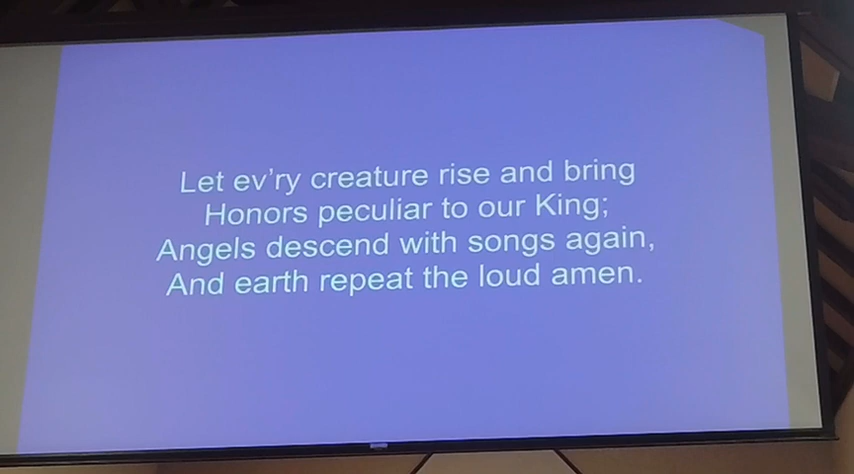 Let ev’ry creature rise and bring
Honors peculiar to our King;
Angels descend with songs again,
And earth repeat the loud amen.